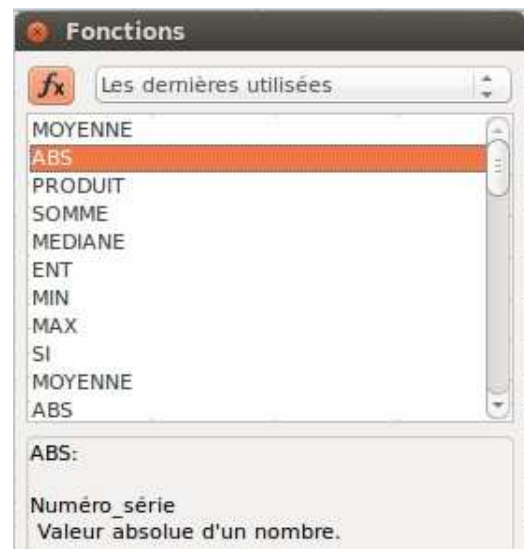 Fonctions
fx Les dernières utilisées
MOYENNE
ABS
PRODUIT
SOMME
MEDIANE
ENT
MIN
MAX
SI
MOYENNE
ABS
ABS:
Numéro_série
Valeur absolue d'un nombre.